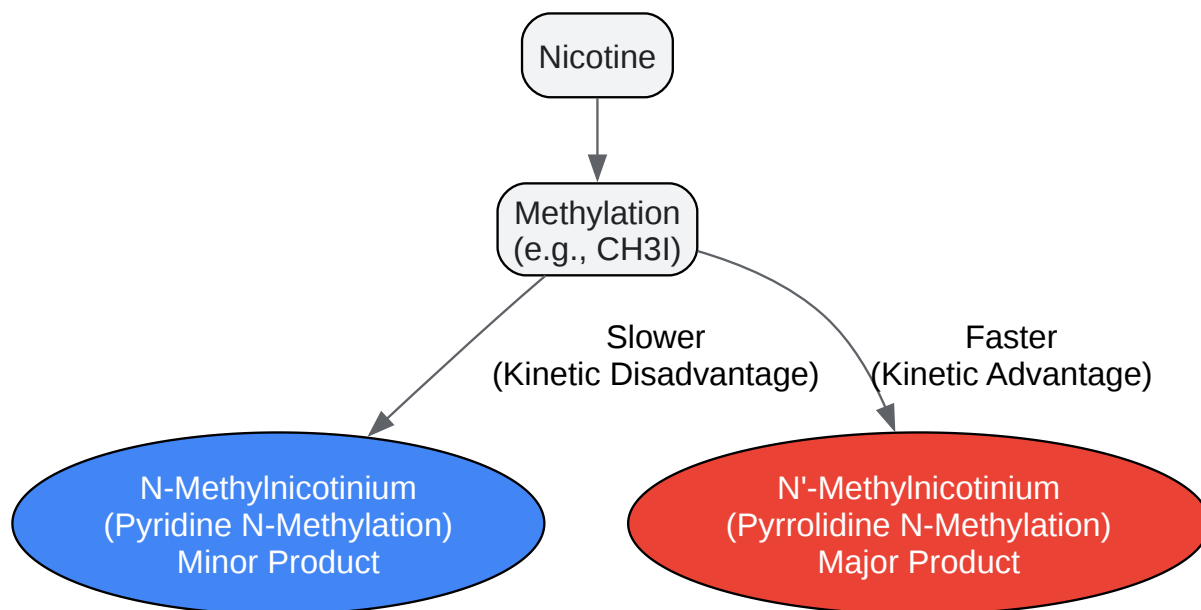 Nicotine
Methylation
(e.g., CH3I)
Slower
(Kinetic Disadvantage)
Faster
(Kinetic Advantage)
N-Methylnicotinium
(Pyridine N-Methylation)
Minor Product
N'-Methylnicotinium
(Pyrrolidine N-Methylation)
Major Product